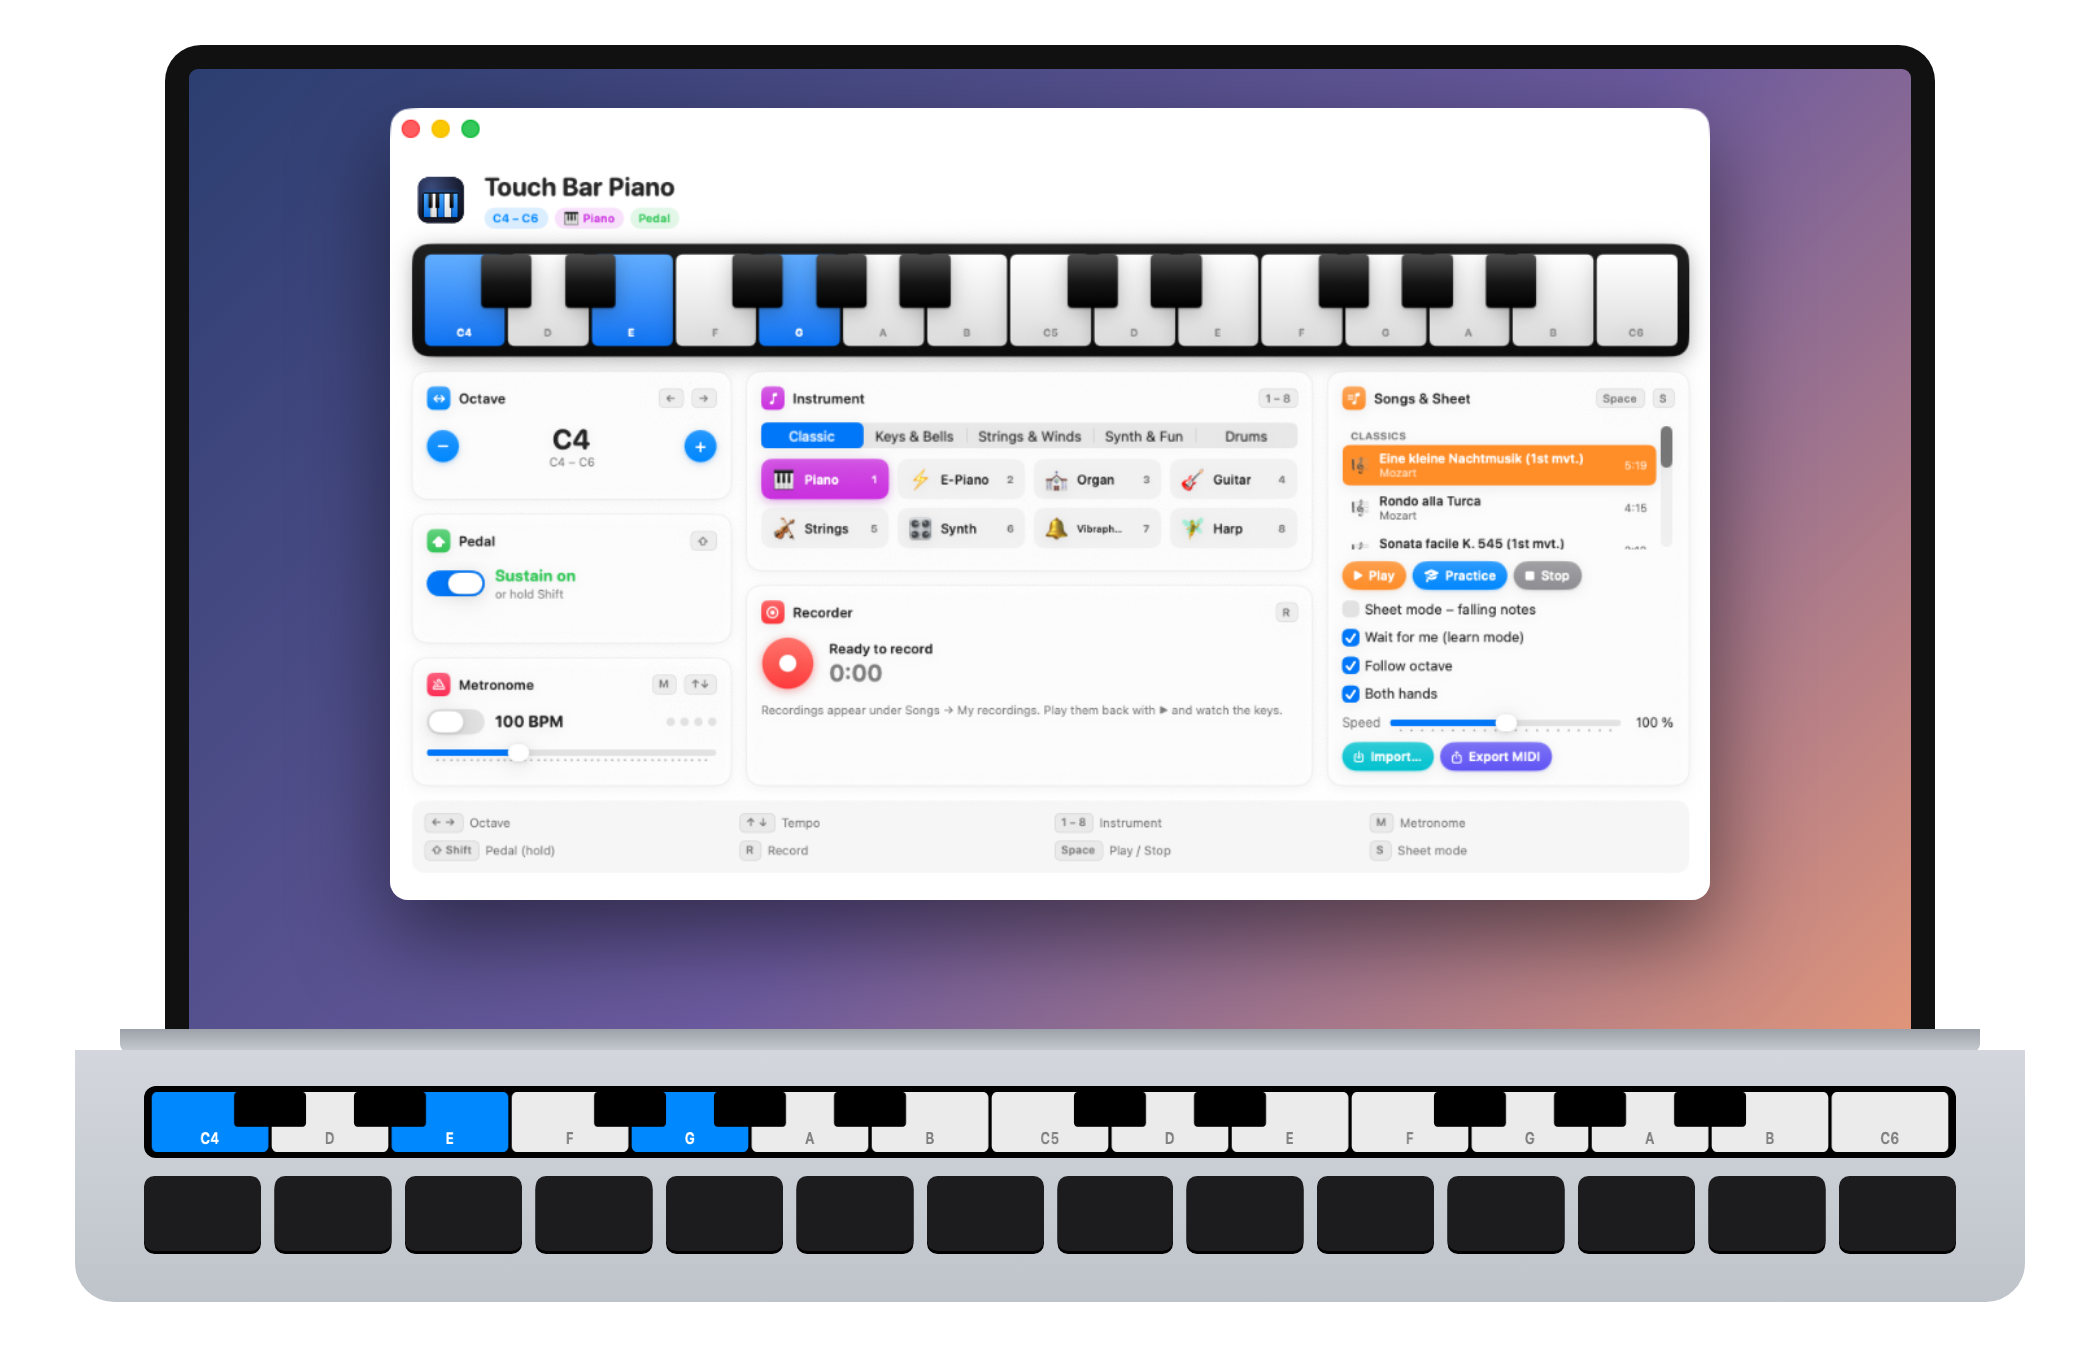 Touch Bar Piano
C4 – C6 Piano Pedal
C4 D E F G A B C5 D E F G A B C6
Octave ← →
C4
C4 – C6
Pedal
Sustain on
or hold Shift
Metronome M ↑↓
100 BPM
Instrument 1 – 8
Classic Keys & Bells Strings & Winds Synth & Fun Drums
Piano 1 E-Piano 2 Organ 3 Guitar 4
Strings 5 Synth 6 Vibraph... 7 Harp 8
Recorder R
Ready to record
0:00
Recordings appear under Songs → My recordings. Play them back with ▶ and watch the keys.
Songs & Sheet Space S
CLASSICS
Eine kleine Nachtmusik (1st mvt.) 5:19
Mozart
Rondo alla Turca 4:15
Mozart
Sonata facile K. 545 (1st mvt.)
Play Practice Stop
Sheet mode – falling notes
Wait for me (learn mode)
Follow octave
Both hands
Speed 100 %
Import... Export MIDI
← → Octave ↑ ↓ Tempo 1 – 8 Instrument M Metronome
Shift Pedal (hold) R Record Space Play / Stop S Sheet mode
C4 D E F G A B C5 D E F G A B C6